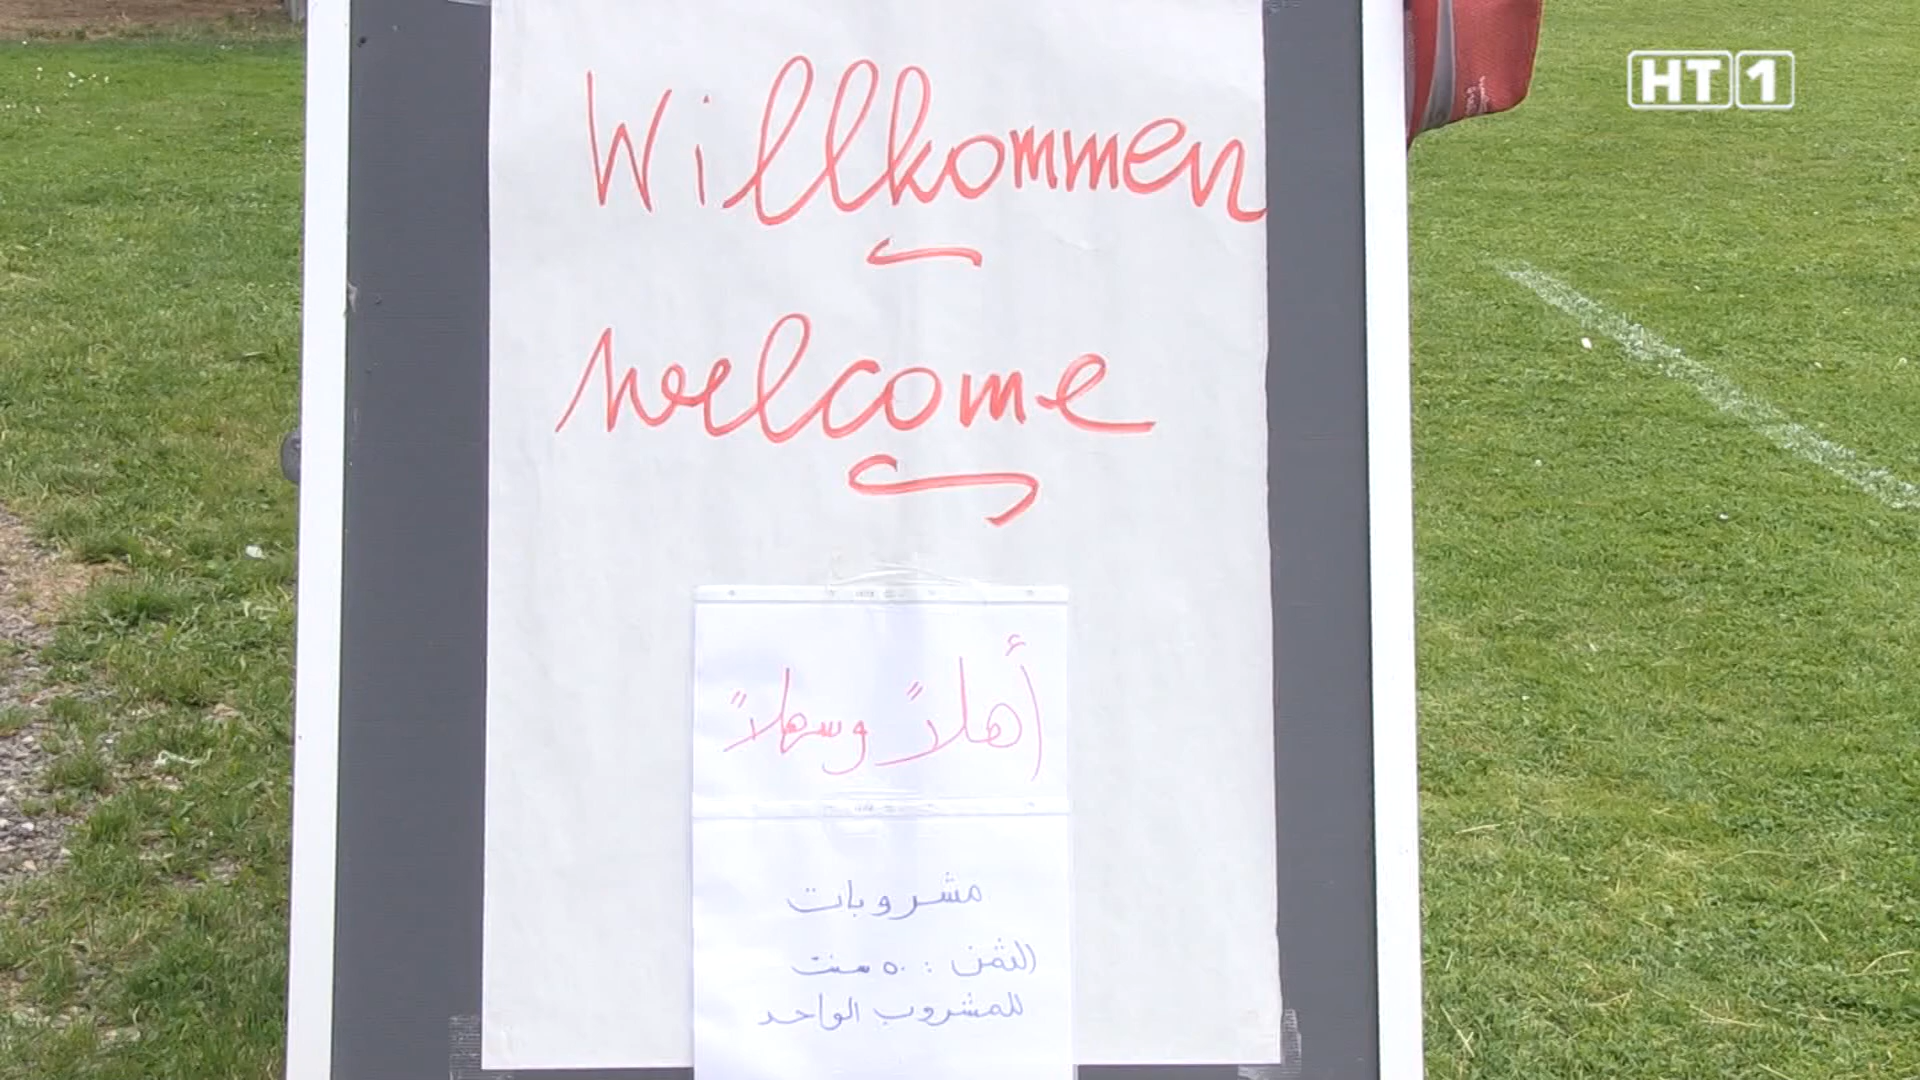 HT1
Willkommen
welcome
أهلاً وسهلاً
مشروبات
الثمن : ٥٠ سنت
للمشروب الواحد